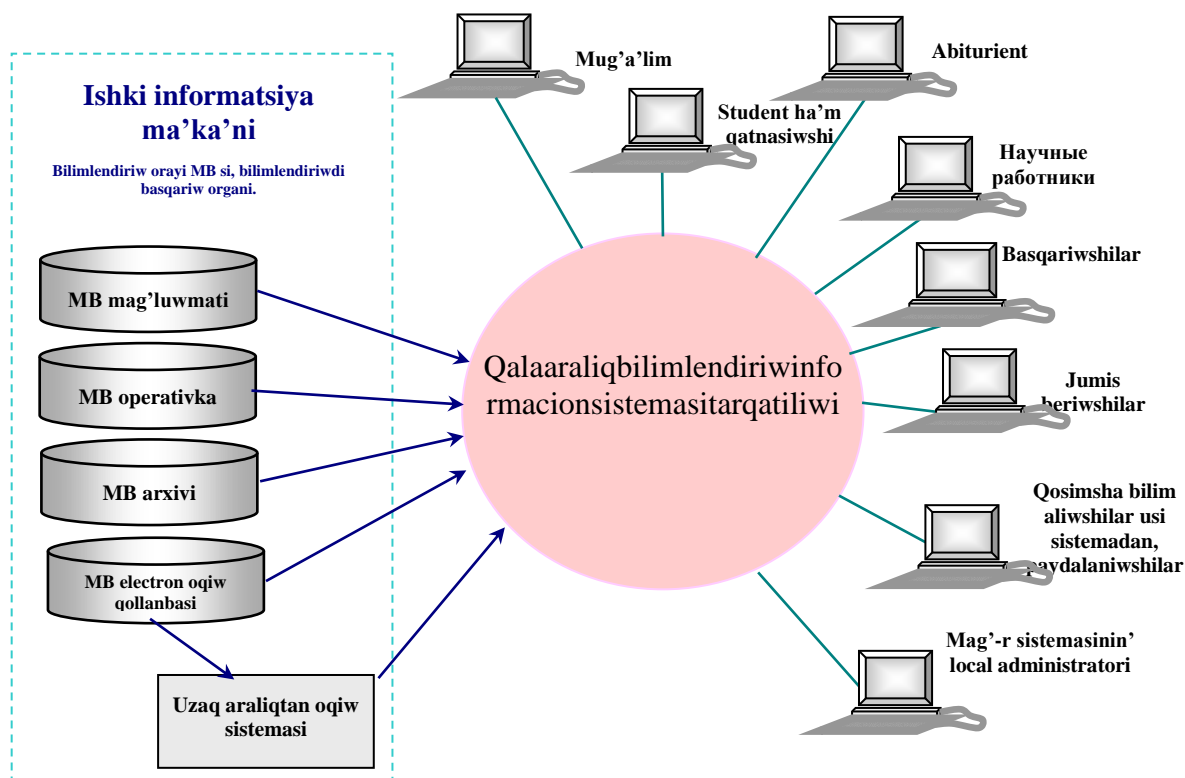 Ishki informatsiya
ma’ka’ni
Bilimlendiriw orayi MB si, bilimlendiriwdi
basqariw organi.
MB mag’luwmati
MB operativka
MB arxivi
MB electron oqiw
qollanbasi
Uzaq araliqtan oqiw
sistemasi
Qalaaraliqbilimlendiriwinfo
rmacionsistemasitarqatiliwi
Mug’a’lim
Student ha’m
qatnasiwshi
Abiturient
Научные
работники
Basqariwshilar
Jumis
beriwshilar
Qosimsha bilim
aliwshilar usi
sistemadan,
paydalaniwshilar
Mag’-r sistemasinin’
local administratori